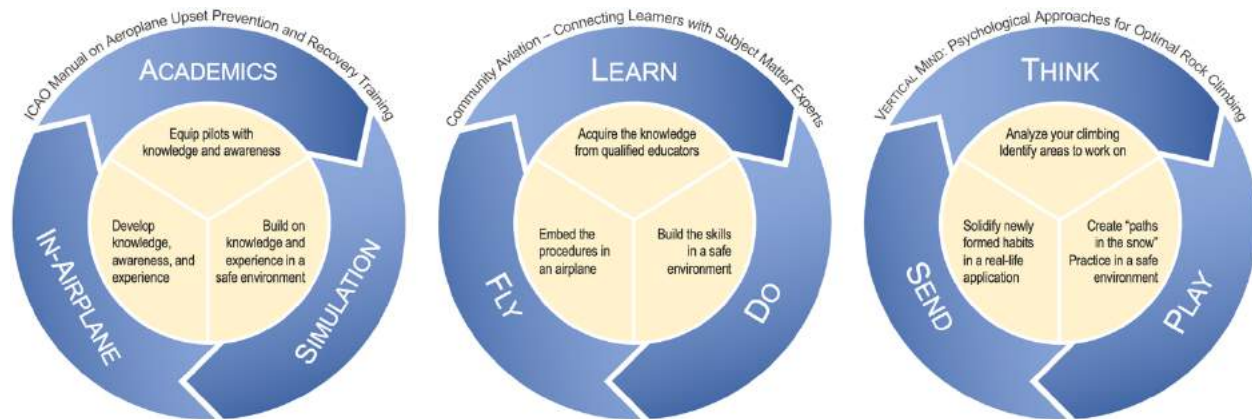 ICAO Manual on Aeroplane Upset Prevention and Recovery Training
ACADEMICS
Equip pilots with
knowledge and awareness
Build on
knowledge and
experience in a
safe environment
SIMULATION
Develop
knowledge,
awareness, and
experience
IN-AIRPLANE
Community Aviation – Connecting Learners with Subject Matter Experts
LEARN
Acquire the knowledge
from qualified educators
Build the skills
in a safe
environment
DO
Embed the
procedures in
an airplane
FLY
VERTICAL MIND: Psychological Approaches for Optimal Rock Climbing
THINK
Analyze your climbing
Identify areas to work on
Create “paths
in the snow”
Practice in a safe
environment
PLAY
Solidify newly
formed habits
in a real-life
application
SEND